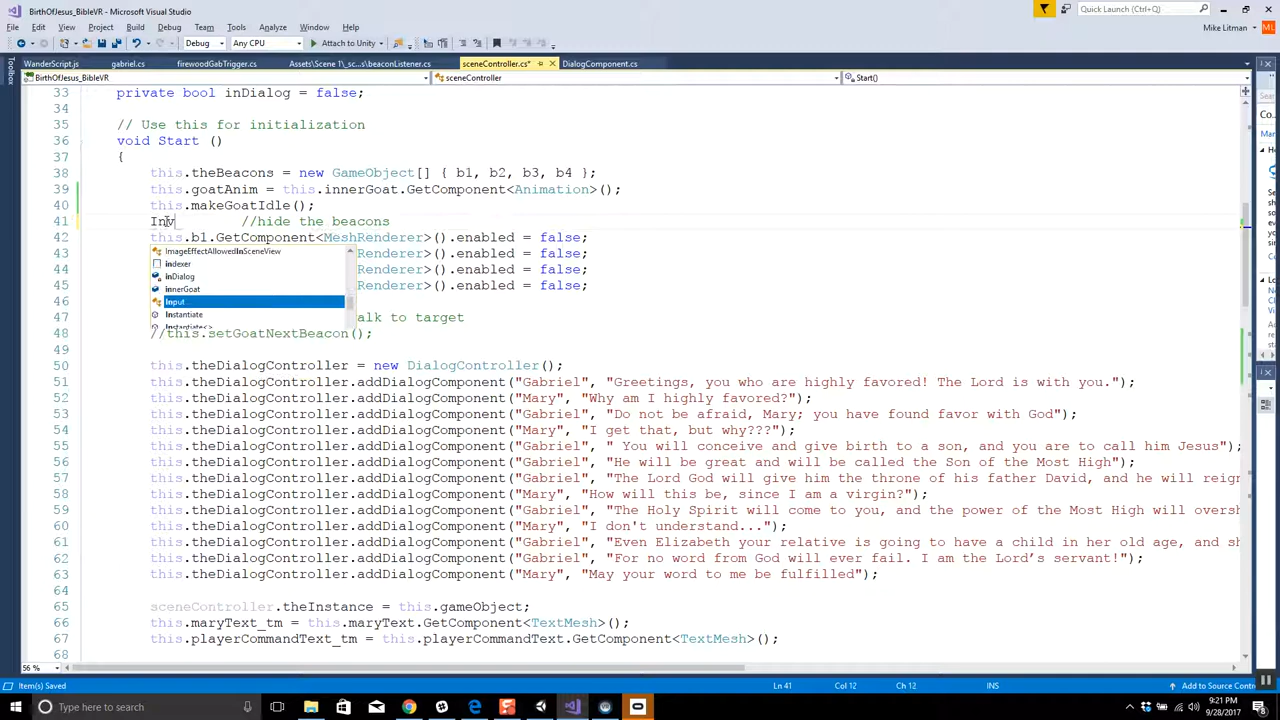 BirthOfJesus_BibleVR - Microsoft Visual Studio
Quick Launch (Ctrl+Q)
File Edit View Project Build Debug Team Tools Analyze Window Help
Mike Litman ML
Debug Any CPU Attach to Unity
WanderScript.js gabriel.cs firewoodGabTrigger.cs Assets\Scene 1\_sc...s\beaconListener.cs sceneController.cs* DialogComponent.cs
BirthOfJesus_BibleVR sceneController Start()
Toolbox
33 private bool inDialog = false;
34
35 // Use this for initialization
36 void Start ()
37 {
38 this.theBeacons = new GameObject[] { b1, b2, b3, b4 };
39 this.goatAnim = this.innerGoat.GetComponent<Animation>();
40 this.makeGoatIdle();
41 Inv //hide the beacons
42 this.b1.GetComponent<MeshRenderer>().enabled = false;
43 Renderer>().enabled = false;
44 Renderer>().enabled = false;
45 Renderer>().enabled = false;
46
47 alk to target
48 //this.setGoatNextBeacon();
49
ImageEffectAllowedInSceneView
indexer
inDialog
innerGoat
Input
Instantiate
Instantiate<>
50 this.theDialogController = new DialogController();
51 this.theDialogController.addDialogComponent("Gabriel", "Greetings, you who are highly favored! The Lord is with you.");
52 this.theDialogController.addDialogComponent("Mary", "Why am I highly favored?");
53 this.theDialogController.addDialogComponent("Gabriel", "Do not be afraid, Mary; you have found favor with God");
54 this.theDialogController.addDialogComponent("Mary", "I get that, but why???");
55 this.theDialogController.addDialogComponent("Gabriel", " You will conceive and give birth to a son, and you are to call him Jesus");
56 this.theDialogController.addDialogComponent("Gabriel", "He will be great and will be called the Son of the Most High");
57 this.theDialogController.addDialogComponent("Gabriel", "The Lord God will give him the throne of his father David, and he will reign
58 this.theDialogController.addDialogComponent("Mary", "How will this be, since I am a virgin?");
59 this.theDialogController.addDialogComponent("Gabriel", "The Holy Spirit will come to you, and the power of the Most High will oversh
60 this.theDialogController.addDialogComponent("Mary", "I don't understand...");
61 this.theDialogController.addDialogComponent("Gabriel", "Even Elizabeth your relative is going to have a child in her old age, and sh
62 this.theDialogController.addDialogComponent("Gabriel", "For no word from God will ever fail. I am the Lord’s servant!");
63 this.theDialogController.addDialogComponent("Mary", "May your word to me be fulfilled");
64
65 sceneController.theInstance = this.gameObject;
66 this.maryText_tm = this.maryText.GetComponent<TextMesh>();
67 this.playerCommandText_tm = this.playerCommandText.GetComponent<TextMesh>();
68
56 %
Item(s) Saved Ln 41 Col 12 Ch 12 INS Add to Source Contr
Type here to search
9:21 PM
9/28/2017